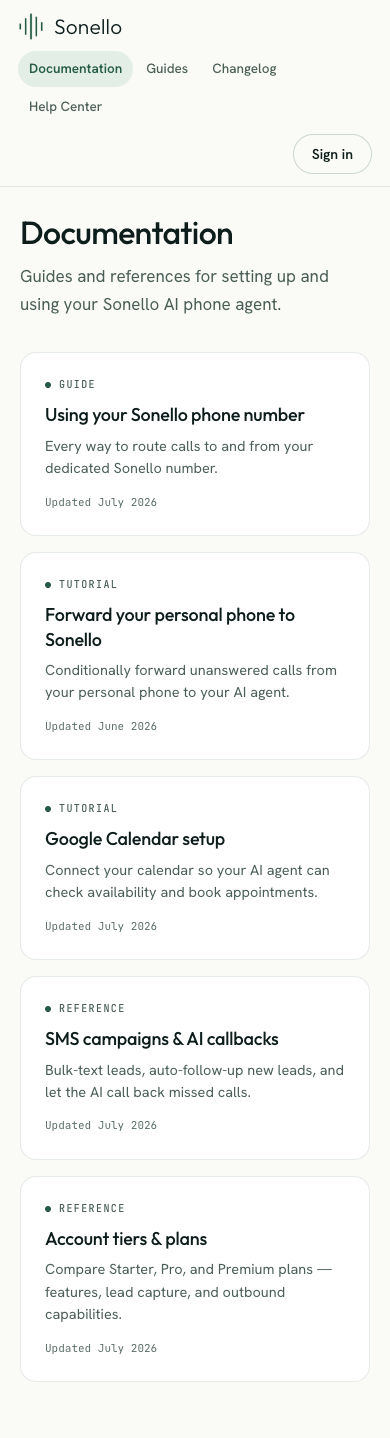 Sonello
Documentation Guides Changelog
Help Center
Sign in
Documentation
Guides and references for setting up and
using your Sonello AI phone agent.
GUIDE
Using your Sonello phone number
Every way to route calls to and from your
dedicated Sonello number.
Updated July 2026
TUTORIAL
Forward your personal phone to
Sonello
Conditionally forward unanswered calls from
your personal phone to your AI agent.
Updated June 2026
TUTORIAL
Google Calendar setup
Connect your calendar so your AI agent can
check availability and book appointments.
Updated July 2026
REFERENCE
SMS campaigns & AI callbacks
Bulk-text leads, auto-follow-up new leads, and
let the AI call back missed calls.
Updated July 2026
REFERENCE
Account tiers & plans
Compare Starter, Pro, and Premium plans —
features, lead capture, and outbound
capabilities.
Updated July 2026